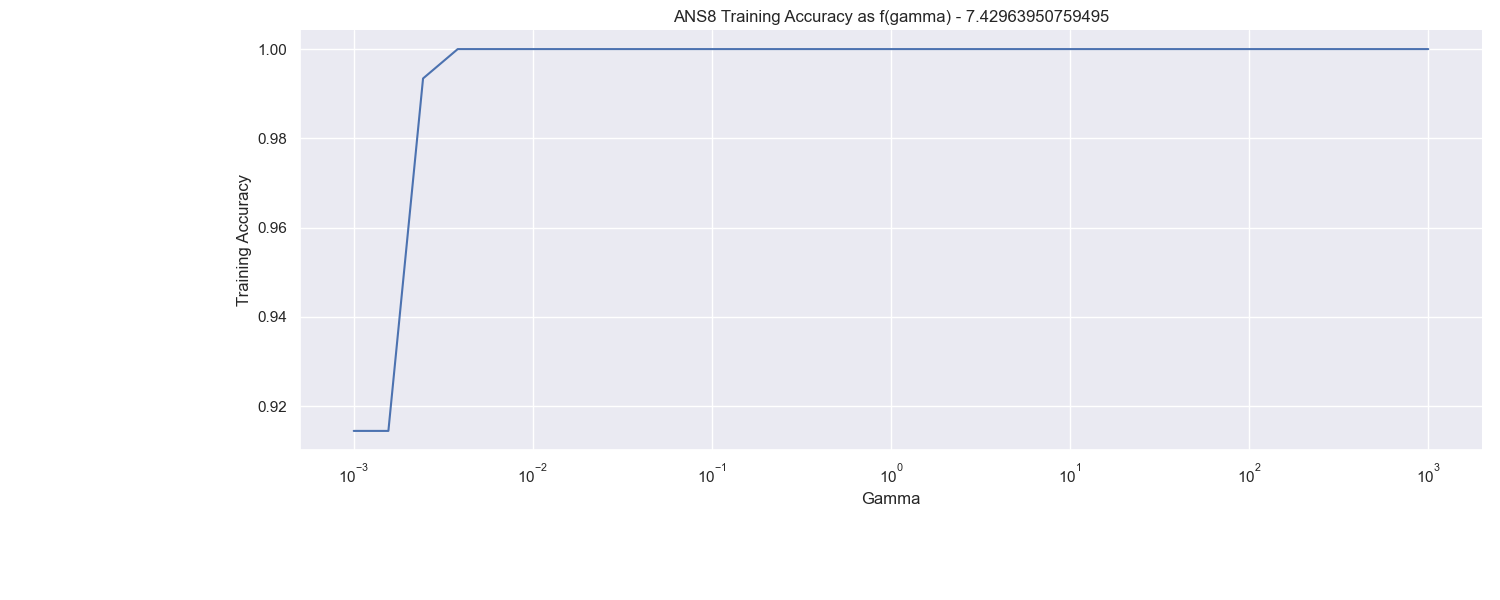 ANS8 Training Accuracy as f(gamma) - 7.42963950759495
1.00
0.98
0.96
0.94
0.92
Training Accuracy
10⁻³ 10⁻² 10⁻¹ 10⁰ 10¹ 10² 10³
Gamma